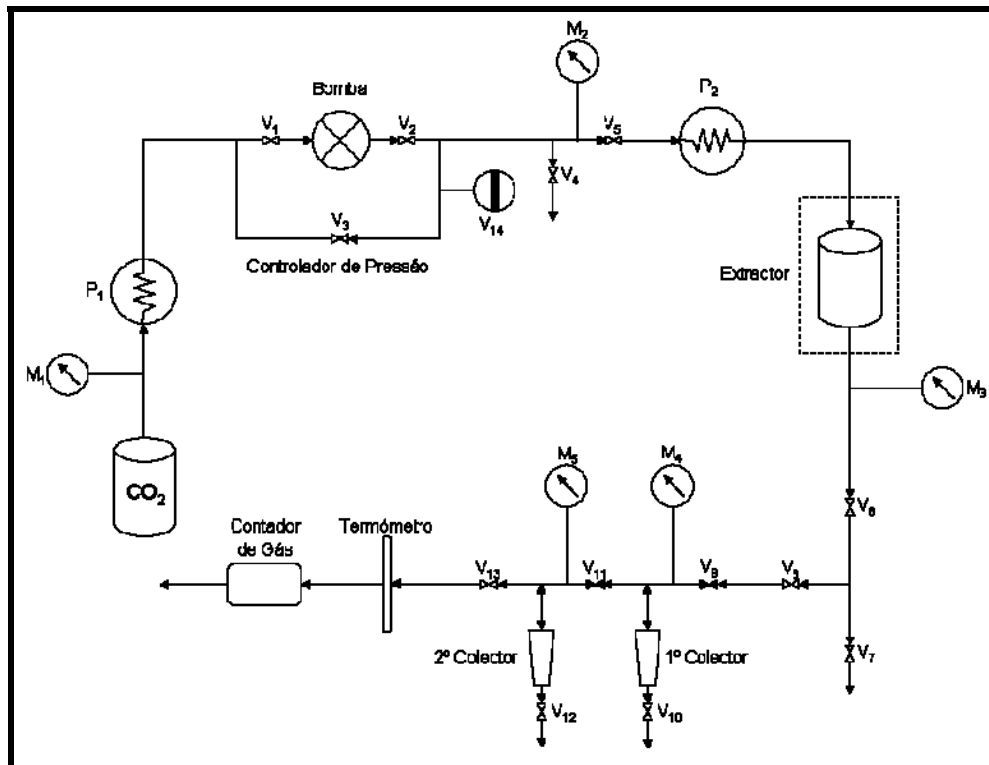 M2
Bomba
P2
V1
V2
V5
V4
V3
V14
Controlador de Pressão
Extractor
P1
M1
M3
CO2
M5
M4
Contador
de Gás
Termómetro
V6
V13
V11
V9
V3
2º Colector
1º Colector
V7
V12
V10